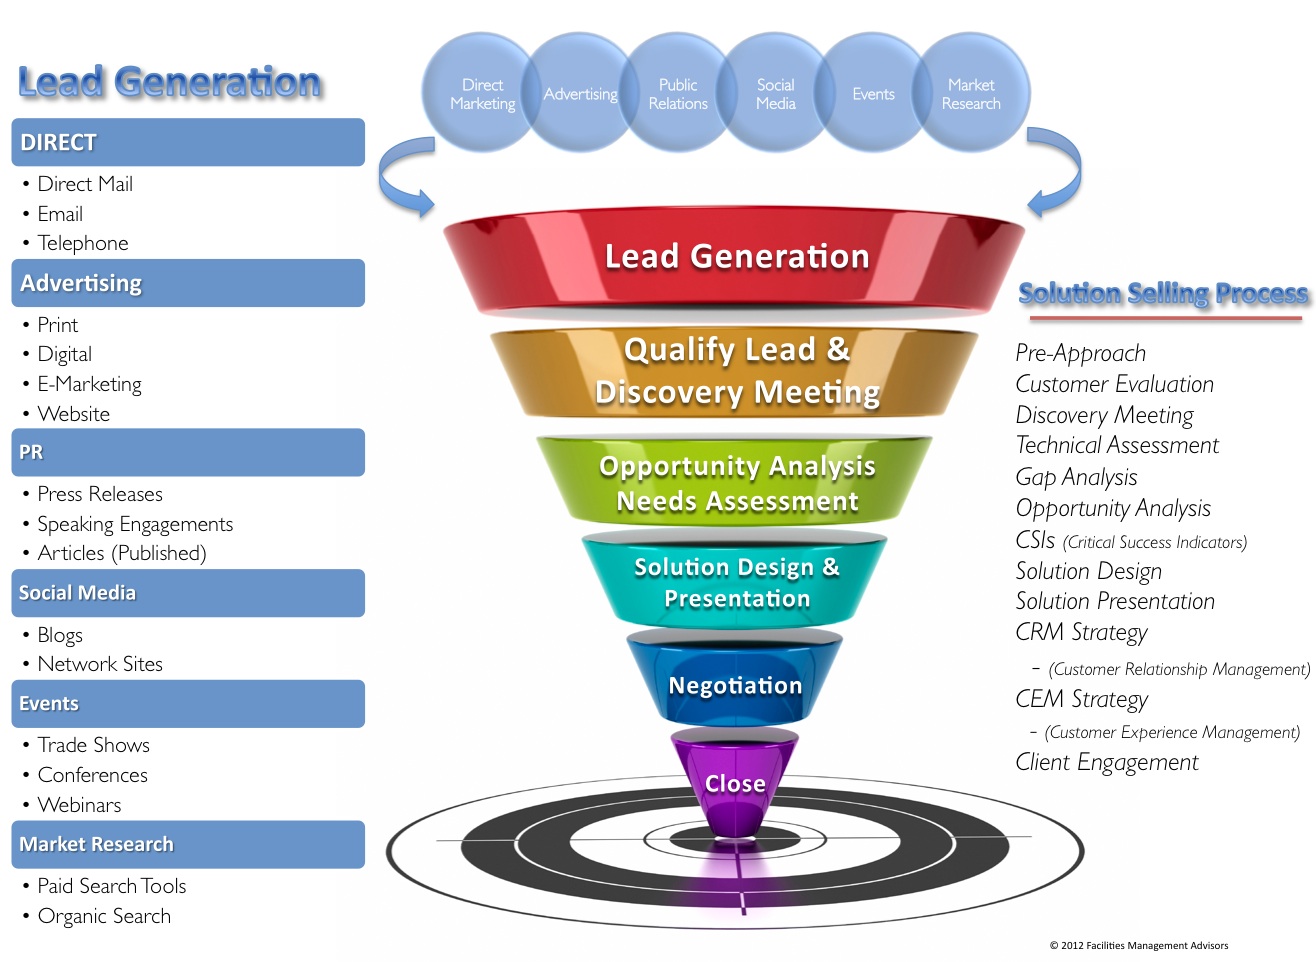 Lead Generation
DIRECT
• Direct Mail
• Email
• Telephone
Advertising
• Print
• Digital
• E-Marketing
• Website
PR
• Press Releases
• Speaking Engagements
• Articles (Published)
Social Media
• Blogs
• Network Sites
Events
• Trade Shows
• Conferences
• Webinars
Market Research
• Paid Search Tools
• Organic Search
Direct
Marketing
Advertising
Public
Relations
Social
Media
Events
Market
Research
Lead Generation
Qualify Lead &
Discovery Meeting
Opportunity Analysis
Needs Assessment
Solution Design &
Presentation
Negotiation
Close
Solution Selling Process
Pre-Approach
Customer Evaluation
Discovery Meeting
Technical Assessment
Gap Analysis
Opportunity Analysis
CSIs (Critical Success Indicators)
Solution Design
Solution Presentation
CRM Strategy
– (Customer Relationship Management)
CEM Strategy
– (Customer Experience Management)
Client Engagement
© 2012 Facilities Management Advisors